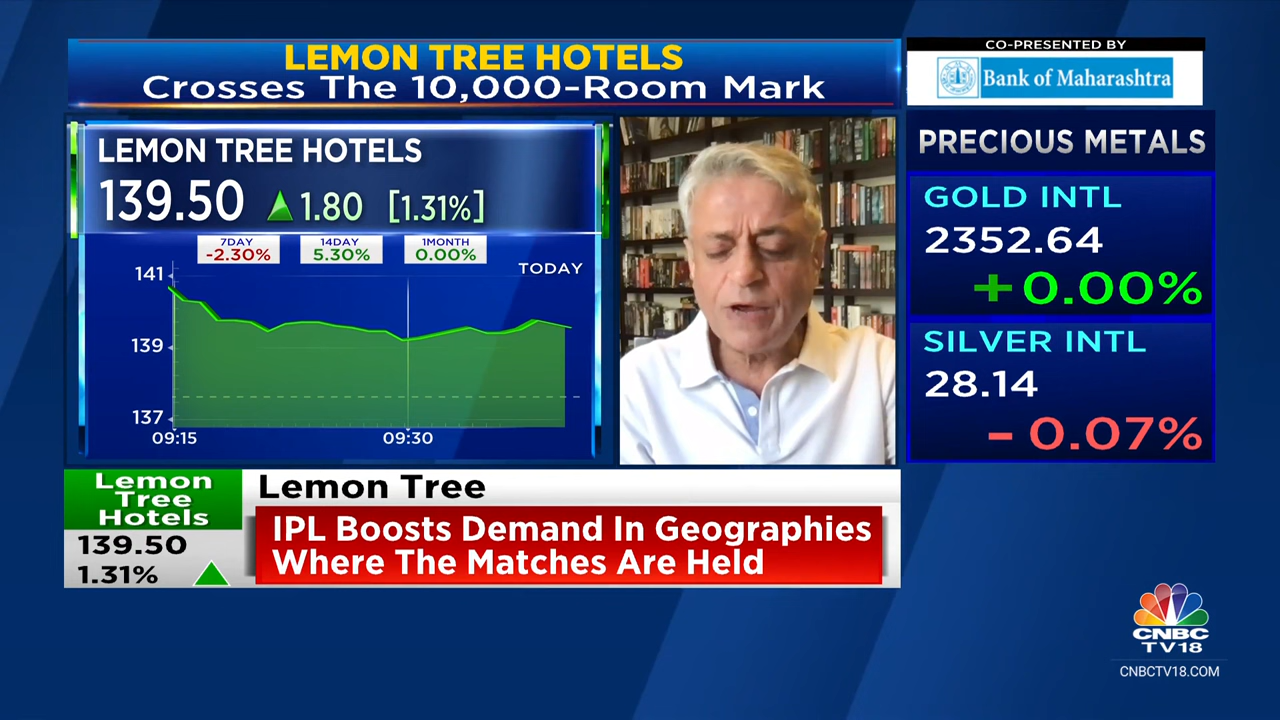 LEMON TREE HOTELS
Crosses The 10,000-Room Mark
CO-PRESENTED BY
Bank of Maharashtra
LEMON TREE HOTELS
139.50 ▲ 1.80 [1.31%]
7DAY 14DAY 1MONTH
-2.30% 5.30% 0.00%
TODAY
141
139
137
09:15 09:30
PRECIOUS METALS
GOLD INTL
2352.64
+0.00%
SILVER INTL
28.14
- 0.07%
Lemon
Tree
Hotels
139.50
1.31% ▲
Lemon Tree
IPL Boosts Demand In Geographies
Where The Matches Are Held
CNBC
TV18
CNBCTV18.COM